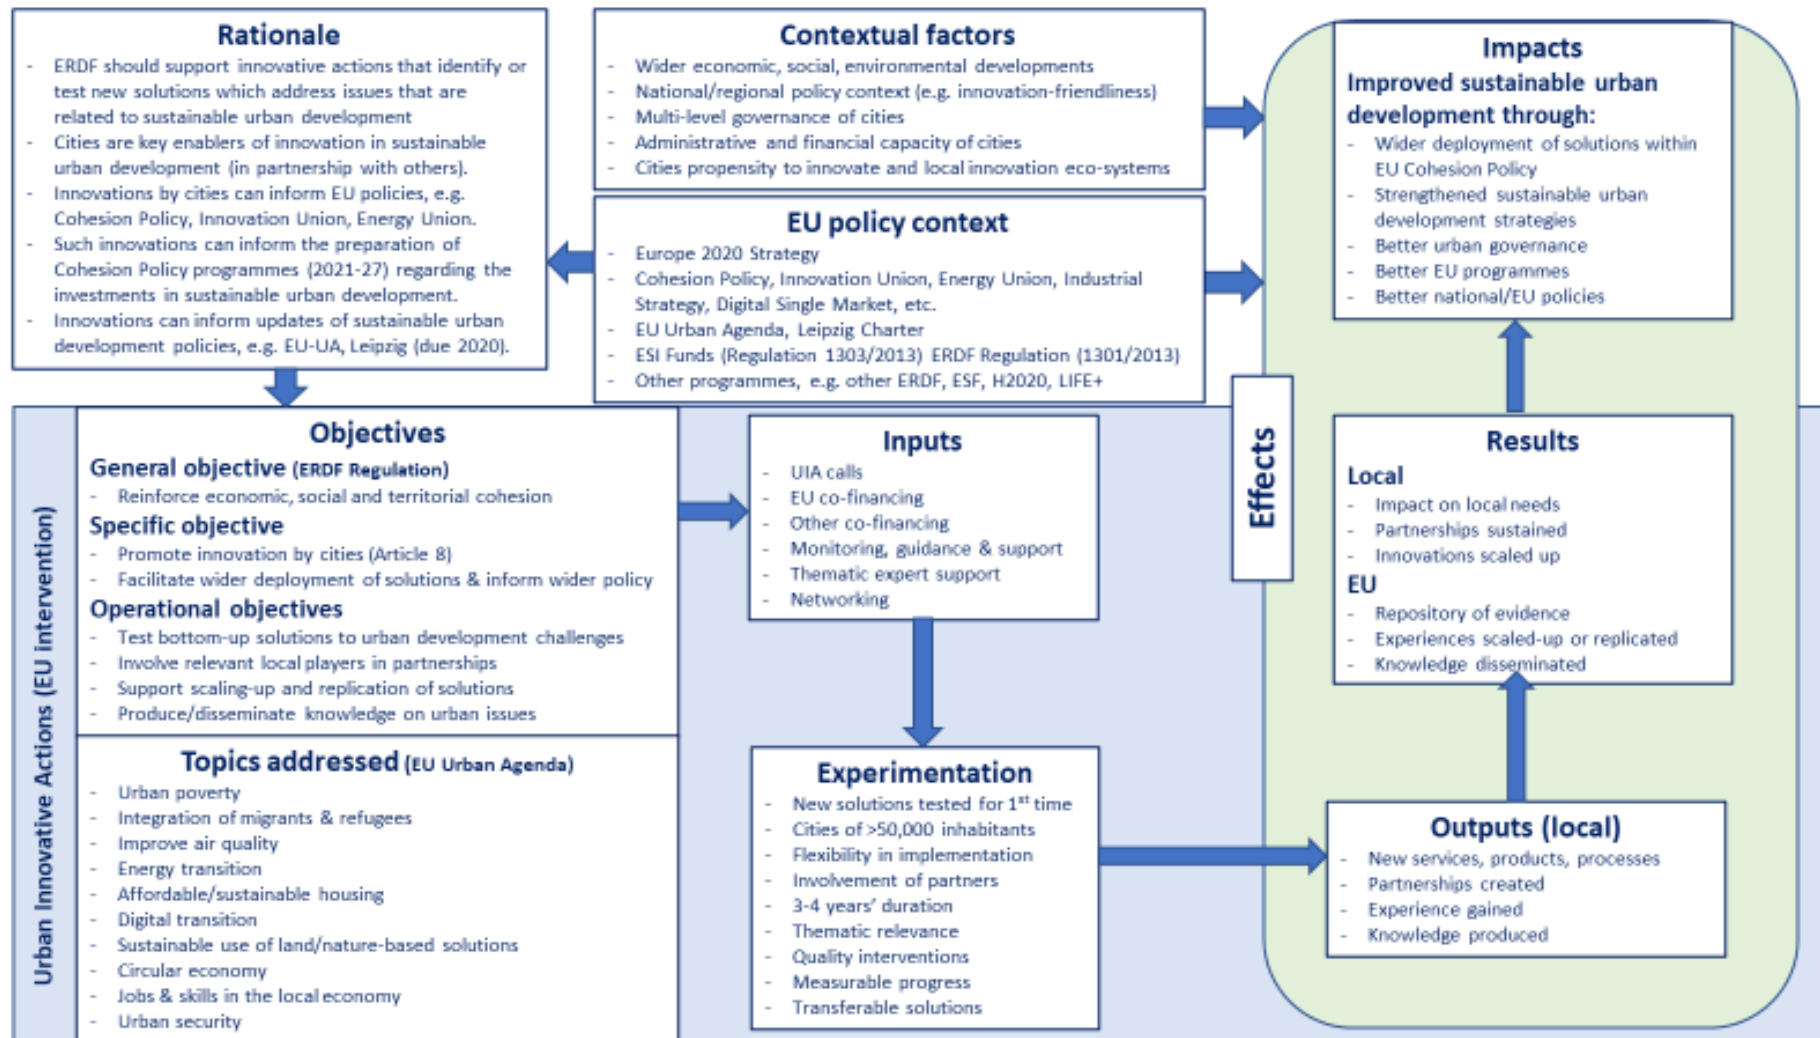 Rationale
- ERDF should support innovative actions that identify or
test new solutions which address issues that are
related to sustainable urban development
- Cities are key enablers of innovation in sustainable
urban development (in partnership with others).
- Innovations by cities can inform EU policies, e.g.
Cohesion Policy, Innovation Union, Energy Union.
- Such innovations can inform the preparation of
Cohesion Policy programmes (2021-27) regarding the
investments in sustainable urban development.
- Innovations can inform updates of sustainable urban
development policies, e.g. EU-UA, Leipzig (due 2020).
Contextual factors
- Wider economic, social, environmental developments
- National/regional policy context (e.g. innovation-friendliness)
- Multi-level governance of cities
- Administrative and financial capacity of cities
- Cities propensity to innovate and local innovation eco-systems
EU policy context
- Europe 2020 Strategy
- Cohesion Policy, Innovation Union, Energy Union, Industrial
Strategy, Digital Single Market, etc.
- EU Urban Agenda, Leipzig Charter
- ESI Funds (Regulation 1303/2013) ERDF Regulation (1301/2013)
- Other programmes, e.g. other ERDF, ESF, H2020, LIFE+
Impacts
Improved sustainable urban
development through:
- Wider deployment of solutions within
EU Cohesion Policy
- Strengthened sustainable urban
development strategies
- Better urban governance
- Better EU programmes
- Better national/EU policies
Urban Innovative Actions (EU intervention)
Objectives
General objective (ERDF Regulation)
- Reinforce economic, social and territorial cohesion
Specific objective
- Promote innovation by cities (Article 8)
- Facilitate wider deployment of solutions & inform wider policy
Operational objectives
- Test bottom-up solutions to urban development challenges
- Involve relevant local players in partnerships
- Support scaling-up and replication of solutions
- Produce/disseminate knowledge on urban issues
Topics addressed (EU Urban Agenda)
- Urban poverty
- Integration of migrants & refugees
- Improve air quality
- Energy transition
- Affordable/sustainable housing
- Digital transition
- Sustainable use of land/nature-based solutions
- Circular economy
- Jobs & skills in the local economy
- Urban security
Inputs
- UIA calls
- EU co-financing
- Other co-financing
- Monitoring, guidance & support
- Thematic expert support
- Networking
Experimentation
- New solutions tested for 1st time
- Cities of >50,000 inhabitants
- Flexibility in implementation
- Involvement of partners
- 3-4 years' duration
- Thematic relevance
- Quality interventions
- Measurable progress
- Transferable solutions
Effects
Results
Local
- Impact on local needs
- Partnerships sustained
- Innovations scaled up
EU
- Repository of evidence
- Experiences scaled-up or replicated
- Knowledge disseminated
Outputs (local)
- New services, products, processes
- Partnerships created
- Experience gained
- Knowledge produced